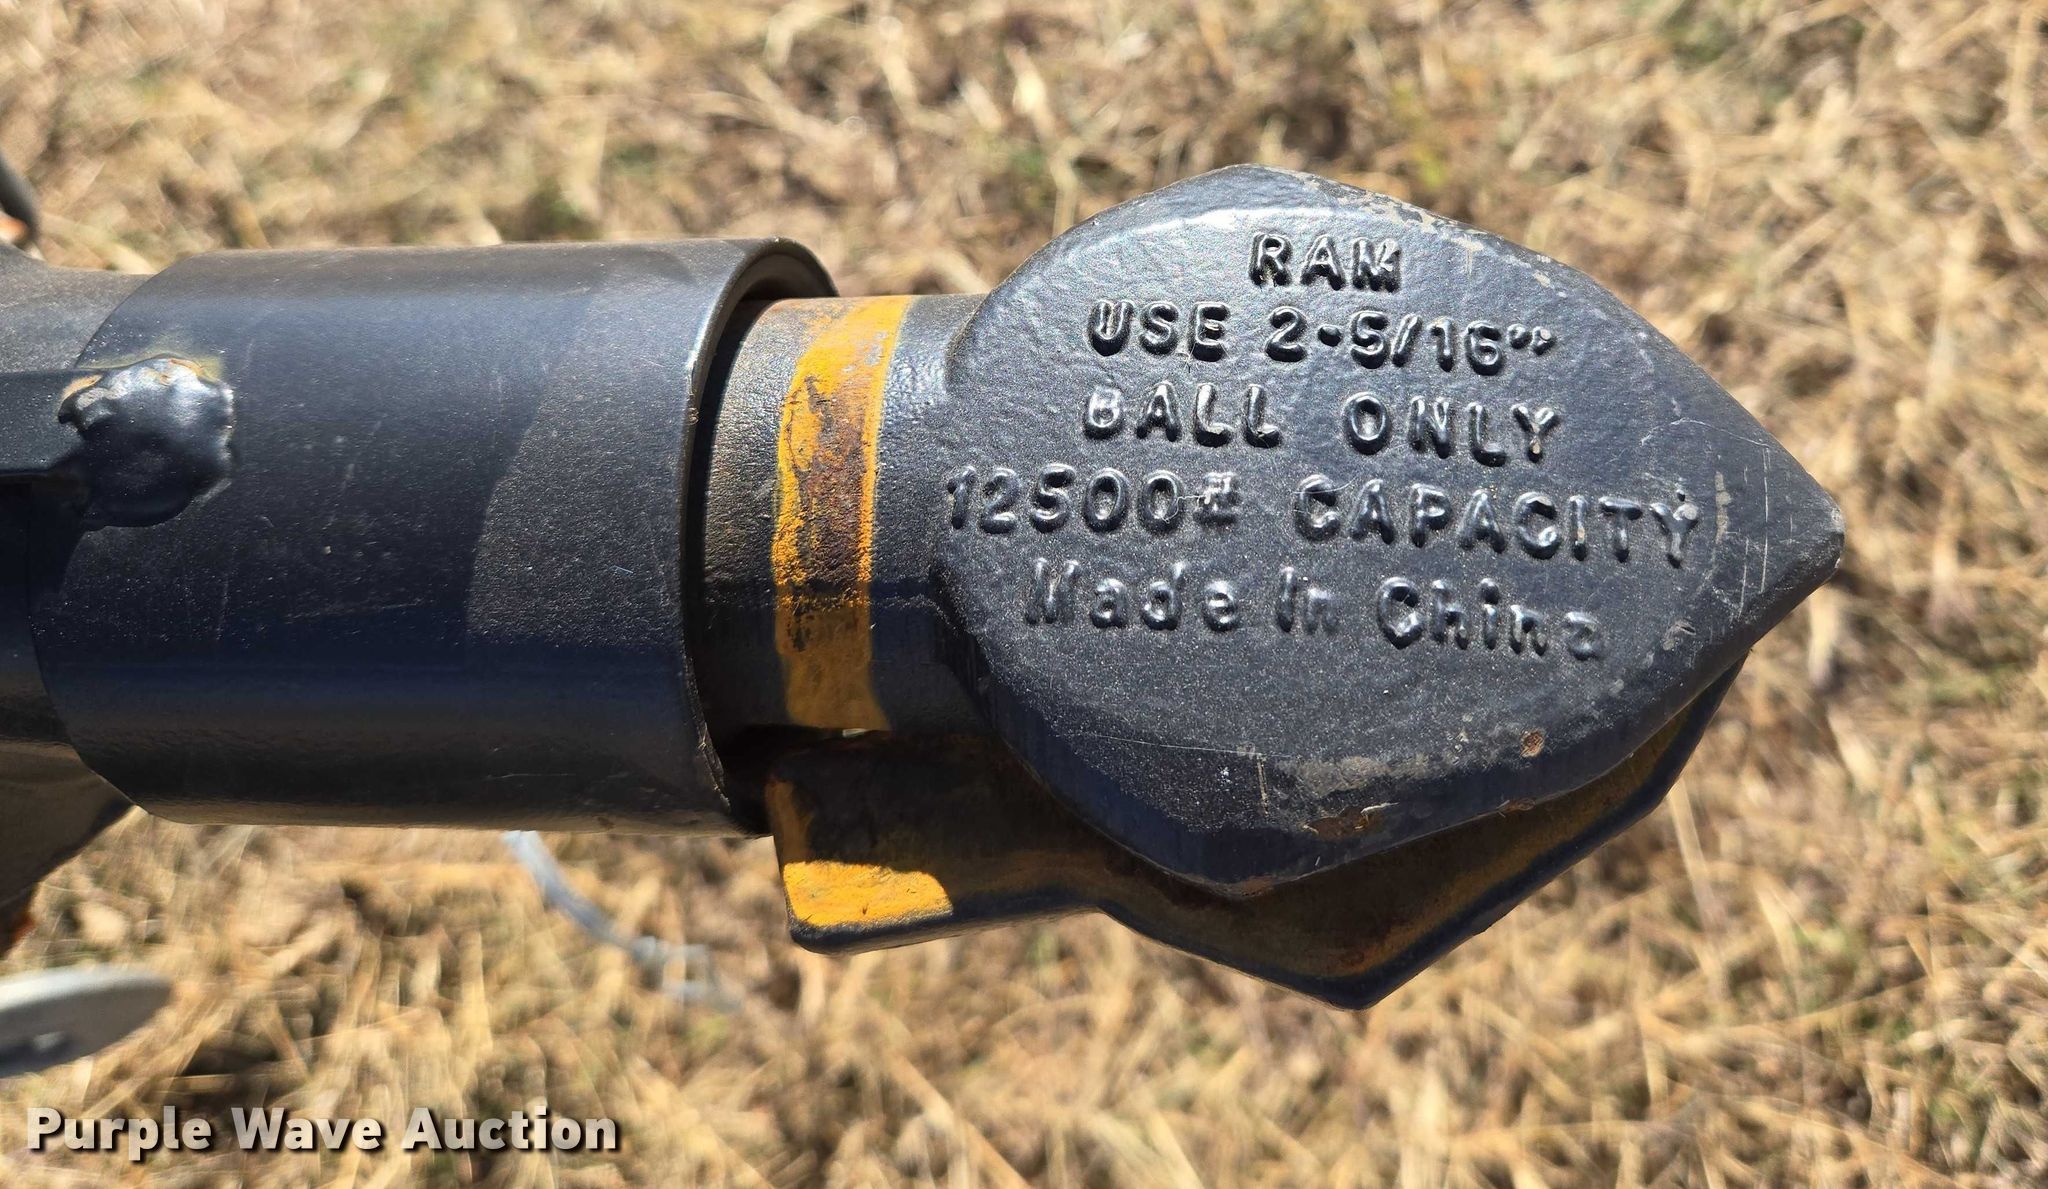 RAM
USE 2-5/16"
BALL ONLY
12500# CAPACITY
Made in China
Purple Wave Auction